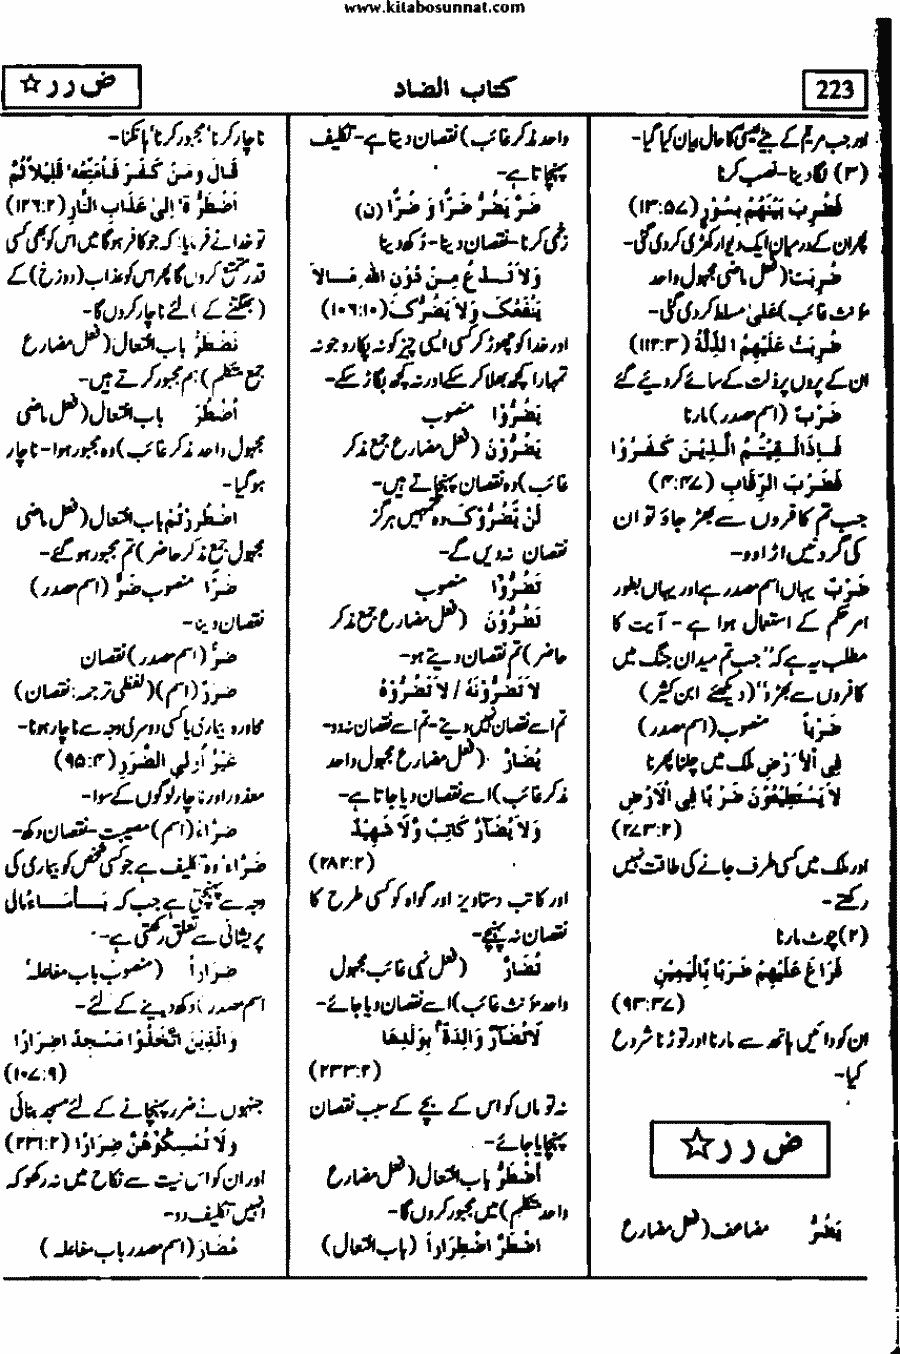 www.kitabosunnat.com
223
کتاب الضاد
ض ر ر ☆
اور جب مریم کے بیٹے عیسیٰ کا حال بیان کیا گیا۔
(۳) لگا دینا۔ نصب کرنا
فَضُرِبَ بَيْنَهُمْ بِسُوْرٍ (۱۳:۵۷)
پھر ان کے درمیان ایک دیوار کھڑی کر دی گئی۔
ضُرِبَتْ (فعل ماضی مجہول واحد
مؤنث غائب) علیٰ مسلط کر دی گئی۔
ضُرِبَتْ عَلَيْهِمُ الذِّلَّةُ (۱۱۲:۳)
ان کے پروں پر ذلت کے سائے کر دیئے گئے
ضَرْبٌ (اسم مصدر) مارنا
فَاِذَا لَقِيْتُمُ الَّذِيْنَ كَفَرُوْا
فَضَرْبَ الرِّقَابِ (۴:۴۷)
جب تم کافروں سے بھڑ جاؤ تو ان
کی گردنیں اڑا دو۔
ضَرْبٌ یہاں اسم مصدر ہے اور یہاں بطور
امر حکم کے استعمال ہوا ہے۔ آیت کا
مطلب یہ ہے کہ "جب تم میدان جنگ میں
کافروں سے بھڑو" (دیکھئے ابن کثیر)
ضَرْباً منصوب (اسم مصدر)
فِي الْأَرْضِ ملک میں چلنا پھرنا
لَا يَسْتَطِيْعُوْنَ ضَرْبًا فِي الْأَرْضِ
(۲۷۳:۲)
اور ملک میں کسی طرف جانے کی طاقت نہیں
رکھتے۔
(۲) چوٹ مارنا
فَرَاغَ عَلَيْهِمْ ضَرْبًا بِالْيَمِيْنِ
(۹۳:۳۷)
ان کو دائیں ہاتھ سے مارنا اور توڑنا شروع
کیا۔
ض ر ر ☆
يَضُرُّ مضاعف (فعل مضارع
واحد مذکر غائب) نقصان دیتا ہے۔ تکلیف
پہنچاتا ہے۔
ضَرَّ يَضُرُّ ضَرًّا وَ ضُرًّا (ن)
زخمی کرنا۔ نقصان دینا۔ دکھ دینا
وَلَا تَدْعُ مِنْ دُوْنِ اللّٰهِ مَالَا
يَنْفَعُكَ وَلَا يَضُرُّكَ (۱۰۶:۱۰)
اور خدا کو چھوڑ کر کسی ایسی چیز کو نہ پکارو جو نہ
تمہارا کچھ بھلا کر سکے اور نہ کچھ بگاڑ سکے۔
يَضُرُّوْا منصوب
يَضُرُّوْنَ (فعل مضارع جمع مذکر
غائب) وہ نقصان پہنچاتے ہیں۔
لَنْ يَّضُرُّوْكَ وہ تمہیں ہرگز
نقصان نہ دیں گے۔
تَضُرُّوْا منصوب
تَضُرُّوْنَ (فعل مضارع جمع مذکر
حاضر) تم نقصان دیتے ہو۔
لَا تَضُرُّوْنَهُ / لَا تَضُرُّوْهُ
تم اسے نقصان نہیں دیتے۔ تم اسے نقصان نہ دو۔
يُضَارُّ (فعل مضارع مجہول واحد
مذکر غائب) اسے نقصان دیا جاتا ہے۔
وَلَا يُضَآرَّ كَاتِبٌ وَّلَا شَهِيْدٌ
(۲۸۲:۲)
اور کاتب دستاویز اور گواہ کو کسی طرح کا
نقصان نہ پہنچے۔
تُضَارَّ (فعل نہی غائب مجہول
واحد مؤنث غائب) اسے نقصان دیا جائے۔
لَاتُضَآرَّ وَالِدَةٌ بِوَلَدِهَا
(۲۳۳:۲)
نہ تو ماں کو اس کے بچے کے سبب نقصان
پہنچایا جائے۔
اَضْطَرُّ باب افتعال (فعل مضارع
واحد متکلم) میں مجبور کروں گا۔
اضْطَرَّ اضْطِرَاراً (باب افتعال)
ناچار کرنا' مجبور کرنا' ہانکنا۔
قَالَ وَمَنْ كَفَرَ فَاُمَتِّعُهُ قَلِيْلًا ثُمَّ
اَضْطَرُّهٗ اِلٰى عَذَابِ النَّارِ (۱۲۶:۲)
تو خدا نے فرمایا: کہ جو کافر ہوگا میں اس کو بھی کسی
قدر متمتع کروں گا پھر اس کو عذاب (دوزخ) کے
(بھگتنے کے) لئے ناچار کروں گا۔
نَضْطَرُّ باب افتعال (فعل مضارع
جمع متکلم) ہم مجبور کرتے ہیں۔
اُضْطُرَّ باب افتعال (فعل ماضی
مجہول واحد مذکر غائب) وہ مجبور ہوا۔ ناچار
ہو گیا۔
اضْطُرِرْتُمْ باب افتعال (فعل ماضی
مجہول جمع مذکر حاضر) تم مجبور ہو گئے۔
ضَرًّا منصوب ضَرٌّ (اسم مصدر)
نقصان دینا۔
ضُرٌّ (اسم مصدر) نقصان
ضَرَرٌ (اسم) (لفظی ترجمہ: نقصان)
محاورہ بیماری یا کسی دوسری وجہ سے ناچار ہونا۔
غَيْرُ اُولِي الضَّرَرِ (۹۵:۴)
معذور اور ناچار لوگوں کے سوا۔
ضَرَّاءُ (اسم) مصیبت۔ نقصان دکھ۔
ضَرَّاءُ' وہ تکلیف ہے جو کسی شخص کو بیماری کی
وجہ سے پہنچتی ہے جب کہ بَأْسَاءُ مالی
پریشانی سے تعلق رکھتی ہے۔
ضِرَاراً (منصوب باب مفاعلہ
اسم مصدر) دکھ دینے کے لئے۔
وَالَّذِيْنَ اتَّخَذُوْا مَسْجِدًا ضِرَارًا
(۱۰۷:۹)
جنہوں نے ضرر پہنچانے کے لئے مسجد بنائی
وَلَا تُمْسِكُوْهُنَّ ضِرَارًا (۲۳۱:۲)
اور ان کو اس نیت سے نکاح میں نہ رکھو کہ
انہیں تکلیف دو۔
مُضَارّ (اسم مصدر باب مفاعلہ)